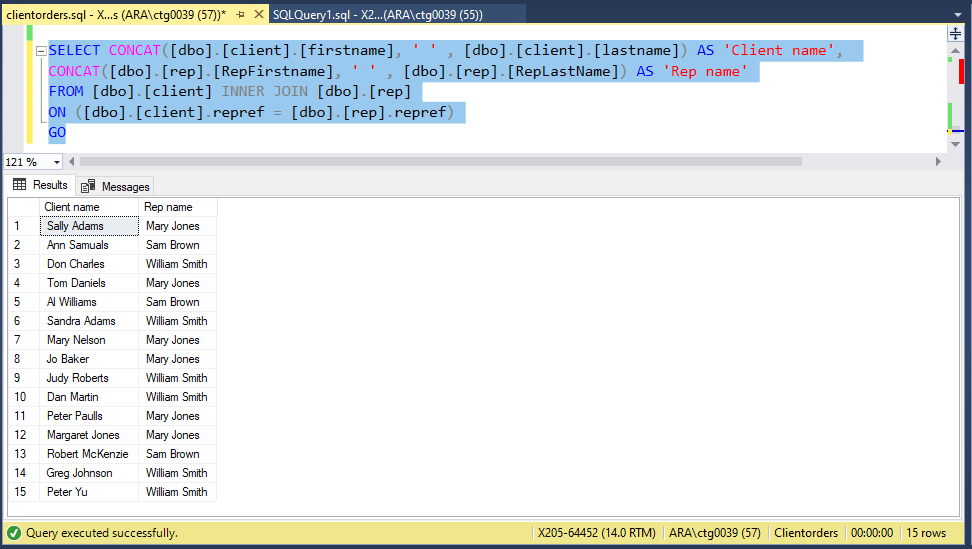 clientorders.sql - X...s (ARA\ctg0039 (57))* SQLQuery1.sql - X2...(ARA\ctg0039 (55))
SELECT CONCAT([dbo].[client].[firstname], ' ' , [dbo].[client].[lastname]) AS 'Client name',
CONCAT([dbo].[rep].[RepFirstname], ' ' , [dbo].[rep].[RepLastName]) AS 'Rep name'
FROM [dbo].[client] INNER JOIN [dbo].[rep]
ON ([dbo].[client].repref = [dbo].[rep].repref)
GO
121 %
Results Messages
Client name Rep name
1 Sally Adams Mary Jones
2 Ann Samuals Sam Brown
3 Don Charles William Smith
4 Tom Daniels Mary Jones
5 Al Williams Sam Brown
6 Sandra Adams William Smith
7 Mary Nelson Mary Jones
8 Jo Baker Mary Jones
9 Judy Roberts William Smith
10 Dan Martin William Smith
11 Peter Paulls Mary Jones
12 Margaret Jones Mary Jones
13 Robert McKenzie Sam Brown
14 Greg Johnson William Smith
15 Peter Yu William Smith
Query executed successfully. X205-64452 (14.0 RTM) ARA\ctg0039 (57) Clientorders 00:00:00 15 rows